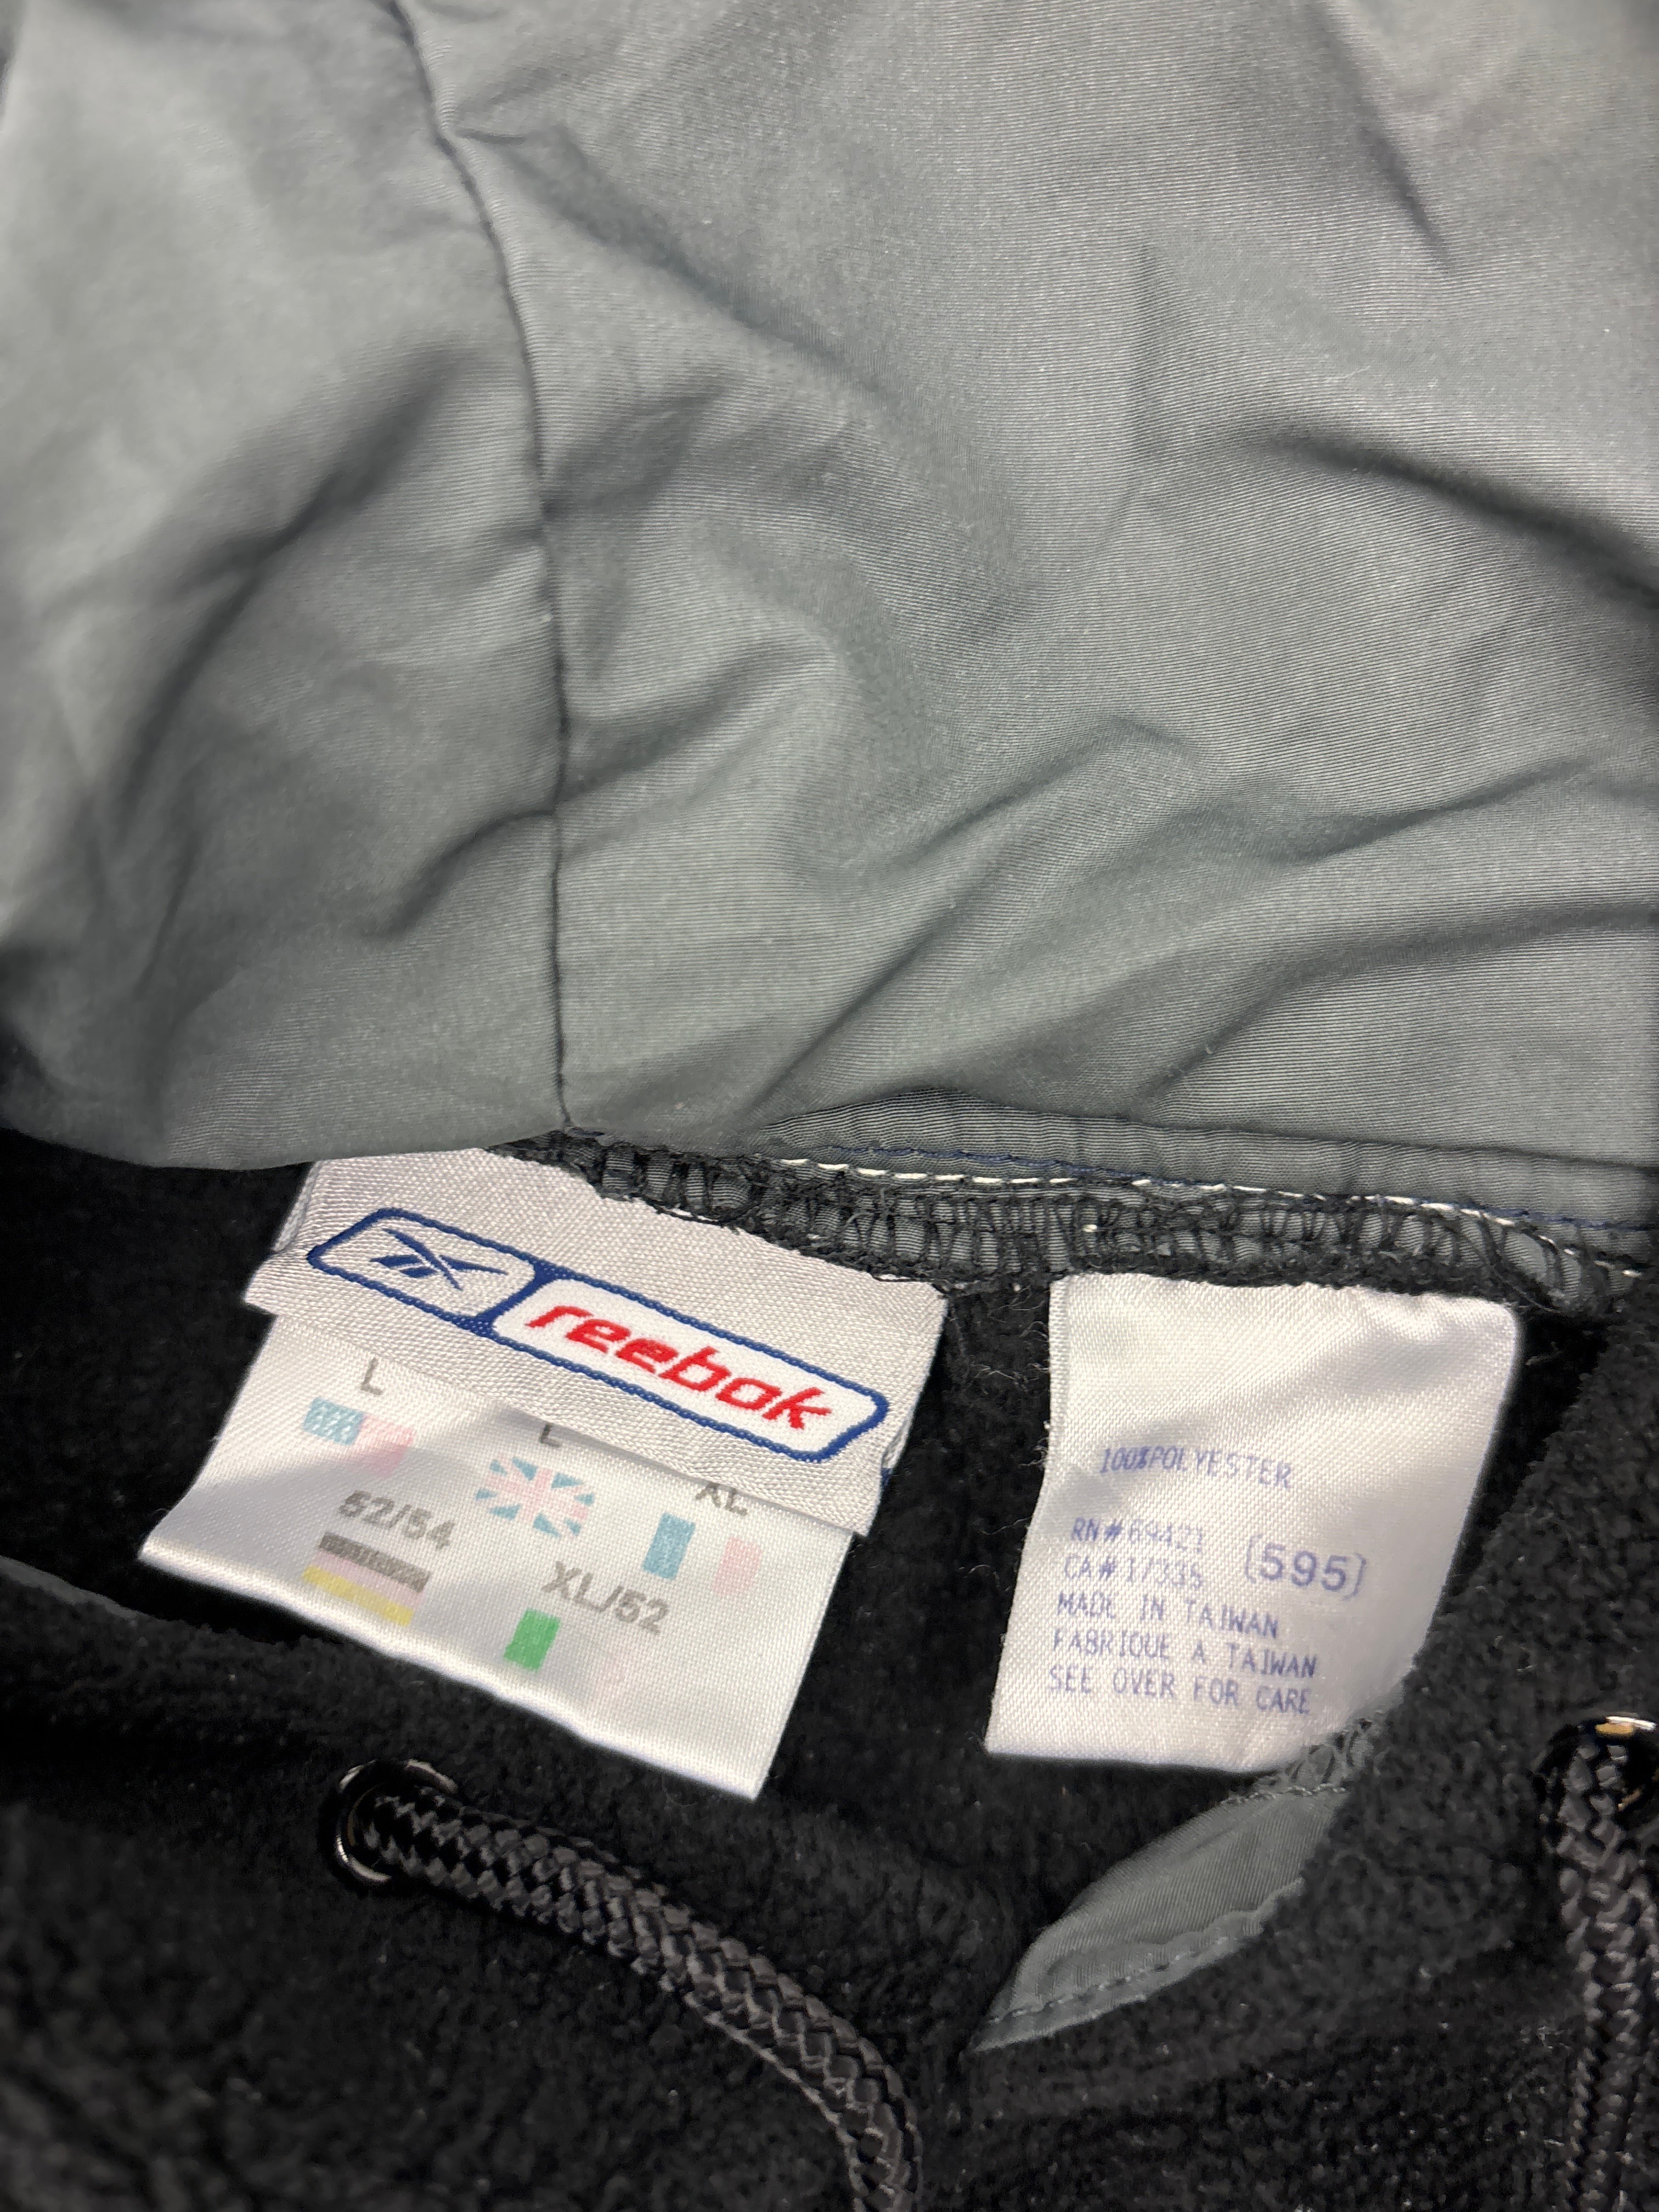 reebok
L
L
XL
52/54
XL/52
100%POLYESTER
RN#69421
CA#17335
(595)
MADE IN TAIWAN
FABRIQUE A TAIWAN
SEE OVER FOR CARE